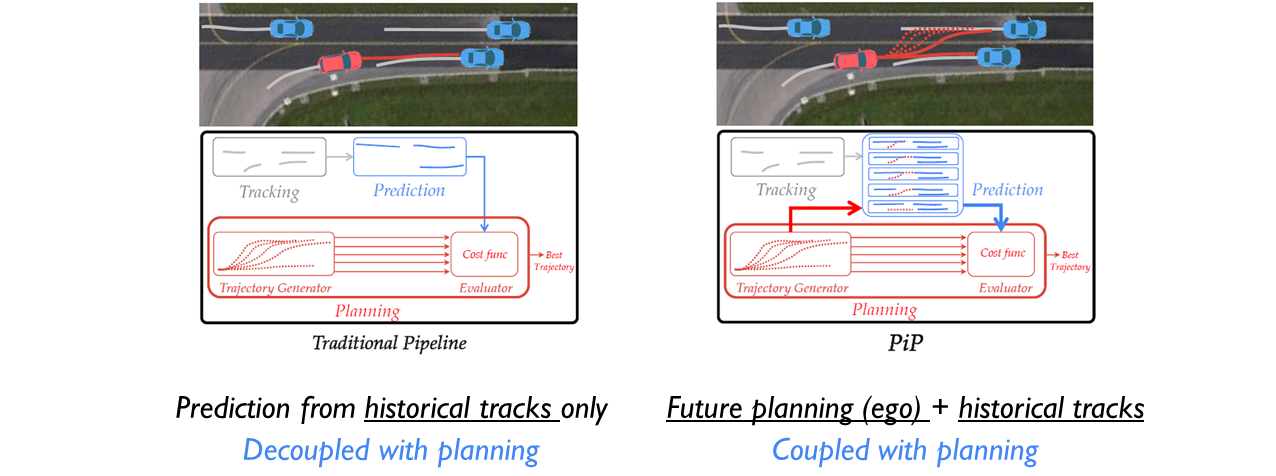 Tracking
Prediction
Cost func
Best
Trajectory
Trajectory Generator
Evaluator
Planning
Traditional Pipeline
Prediction from historical tracks only
Decoupled with planning
Tracking
Prediction
Cost func
Best
Trajectory
Trajectory Generator
Evaluator
Planning
PiP
Future planning (ego) + historical tracks
Coupled with planning